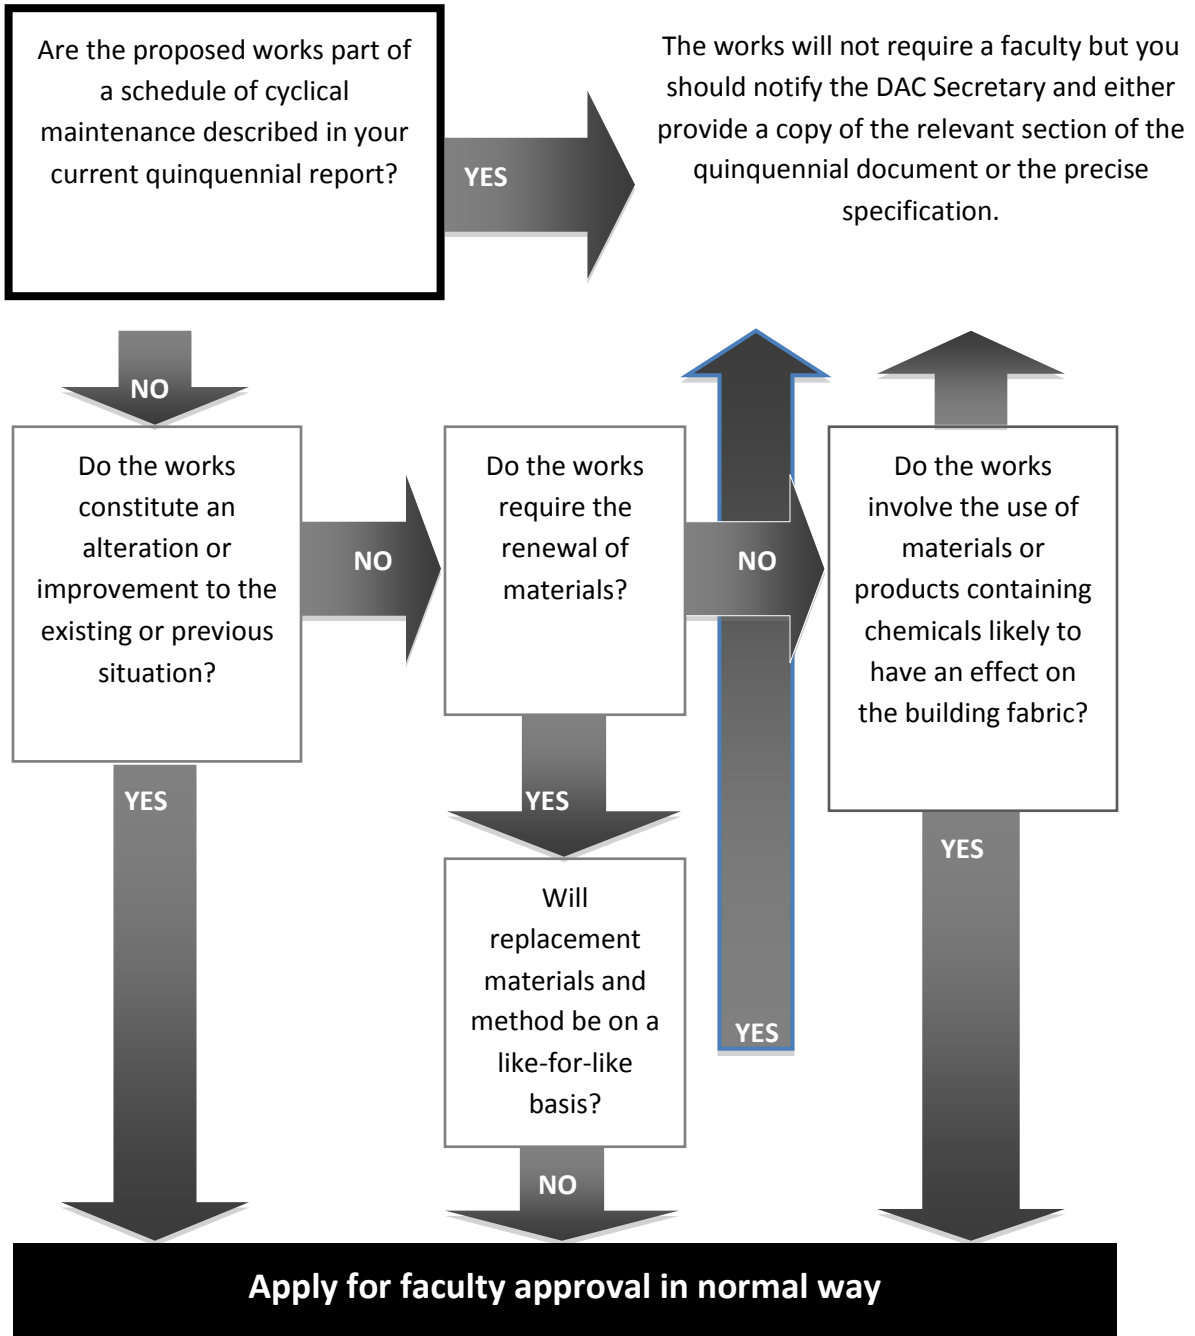 Are the proposed works part of
a schedule of cyclical
maintenance described in your
current quinquennial report?
YES
The works will not require a faculty but you
should notify the DAC Secretary and either
provide a copy of the relevant section of the
quinquennial document or the precise
specification.
NO
Do the works
constitute an
alteration or
improvement to the
existing or previous
situation?
NO
Do the works
require the
renewal of
materials?
NO
Do the works
involve the use of
materials or
products containing
chemicals likely to
have an effect on
the building fabric?
YES
YES
YES
Will
replacement
materials and
method be on a
like-for-like
basis?
YES
NO
Apply for faculty approval in normal way